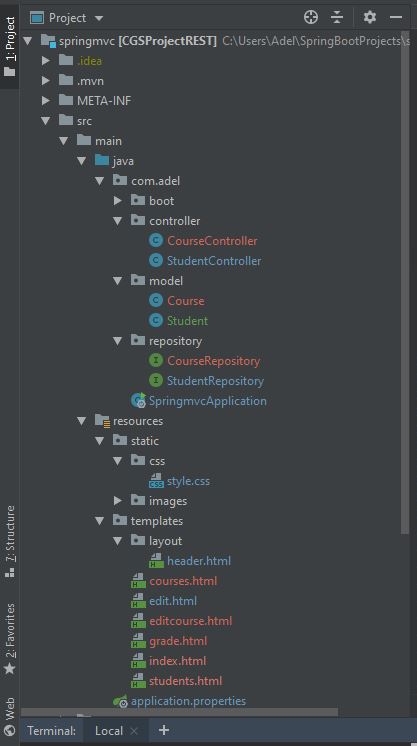 Project
1: Project
springmvc [CGSProjectREST] C:\Users\Adel\SpringBootProjects\s
.idea
.mvn
META-INF
src
main
java
com.adel
boot
controller
C CourseController
C StudentController
model
C Course
C Student
repository
I CourseRepository
I StudentRepository
SpringmvcApplication
resources
static
css
CSS style.css
images
templates
layout
H header.html
H courses.html
H edit.html
H editcourse.html
H grade.html
H index.html
H students.html
application.properties
7: Structure
2: Favorites
Web
Terminal: Local × +